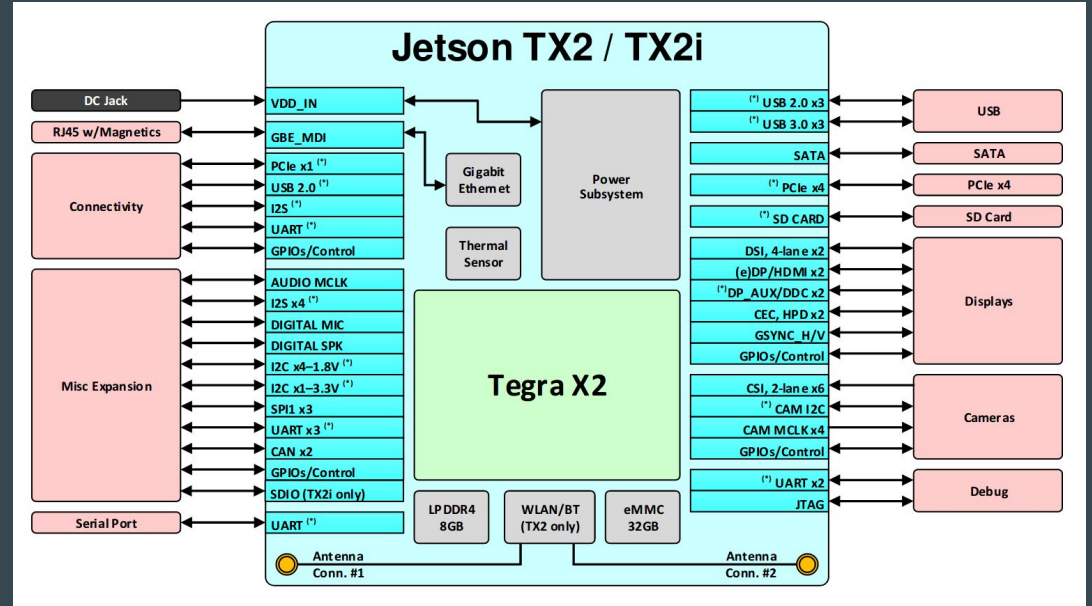 Jetson TX2 / TX2i
DC Jack
RJ45 w/Magnetics
Connectivity
Misc Expansion
Serial Port
VDD_IN
GBE_MDI
PCIe x1 (*)
USB 2.0 (*)
I2S (*)
UART (*)
GPIOs/Control
AUDIO MCLK
I2S x4 (*)
DIGITAL MIC
DIGITAL SPK
I2C x4–1.8V (*)
I2C x1–3.3V (*)
SPI1 x3
UART x3 (*)
CAN x2
GPIOs/Control
SDIO (TX2i only)
UART (*)
Gigabit
Ethernet
Thermal
Sensor
Power
Subsystem
Tegra X2
LPDDR4
8GB
WLAN/BT
(TX2 only)
eMMC
32GB
Antenna
Conn. #1
Antenna
Conn. #2
(*) USB 2.0 x3
(*) USB 3.0 x3
SATA
(*) PCIe x4
(*) SD CARD
DSI, 4-lane x2
(e)DP/HDMI x2
(*)DP_AUX/DDC x2
CEC, HPD x2
GSYNC_H/V
GPIOs/Control
CSI, 2-lane x6
(*) CAM I2C
CAM MCLK x4
GPIOs/Control
(*) UART x2
JTAG
USB
SATA
PCIe x4
SD Card
Displays
Cameras
Debug